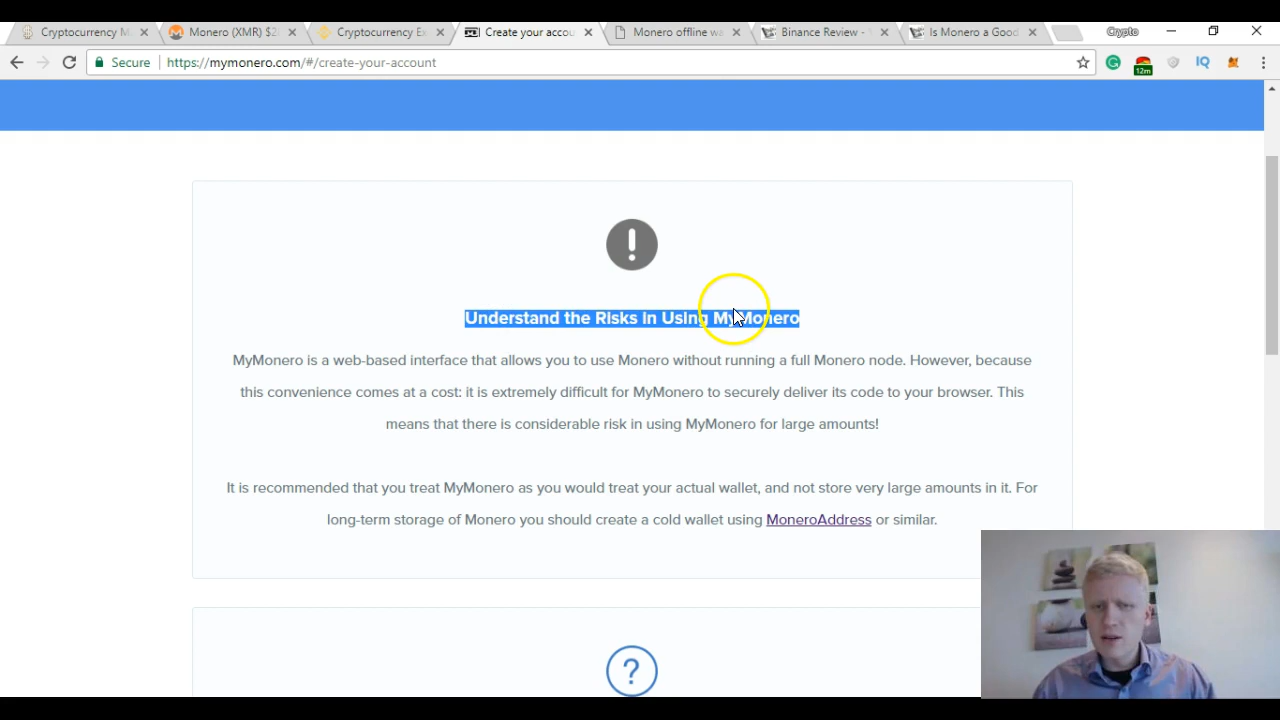 Cryptocurrency M
Monero (XMR) $2
Cryptocurrency Ex
Create your accou
Monero offline wa
Binance Review -
Is Monero a Good
Crypto
Secure
https://mymonero.com/#/create-your-account
12m
IQ
Understand the Risks in Using MyMonero
MyMonero is a web-based interface that allows you to use Monero without running a full Monero node. However, because
this convenience comes at a cost: it is extremely difficult for MyMonero to securely deliver its code to your browser. This
means that there is considerable risk in using MyMonero for large amounts!
It is recommended that you treat MyMonero as you would treat your actual wallet, and not store very large amounts in it. For
long-term storage of Monero you should create a cold wallet using MoneroAddress or similar.